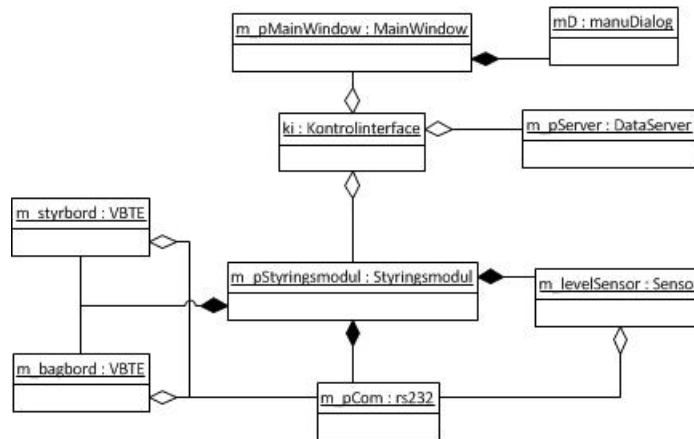 m_pMainWindow : MainWindow
mD : manuDialog
ki : Kontrolinterface
m_pServer : DataServer
m_styrbord : VBTE
m_pStyringsmodul : Styringsmodul
m_levelSensor : Senso
m_bagbord : VBTE
m_pCom : rs232